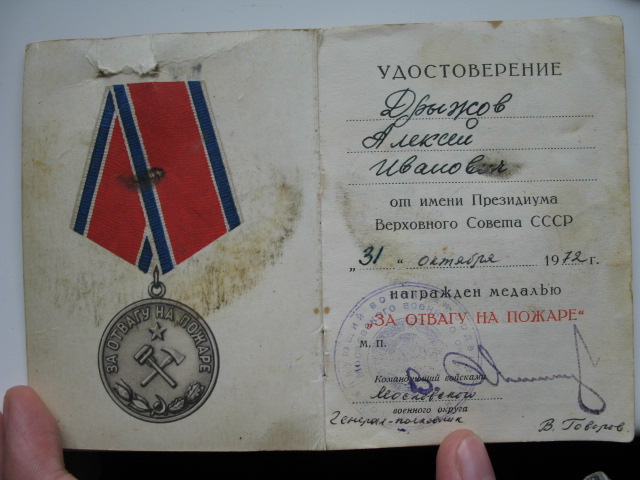 ЗА ОТВАГУ НА ПОЖАРЕ
УДОСТОВЕРЕНИЕ
Дрыжов
Алексей
Иванович
от имени Президиума
Верховного Совета СССР
„31“ октября 1972 г.
награжден медалью
„ЗА ОТВАГУ НА ПОЖАРЕ“
М. П.
Командующий войсками
Московского
военного округа
Генерал-полковник
В. Говоров.